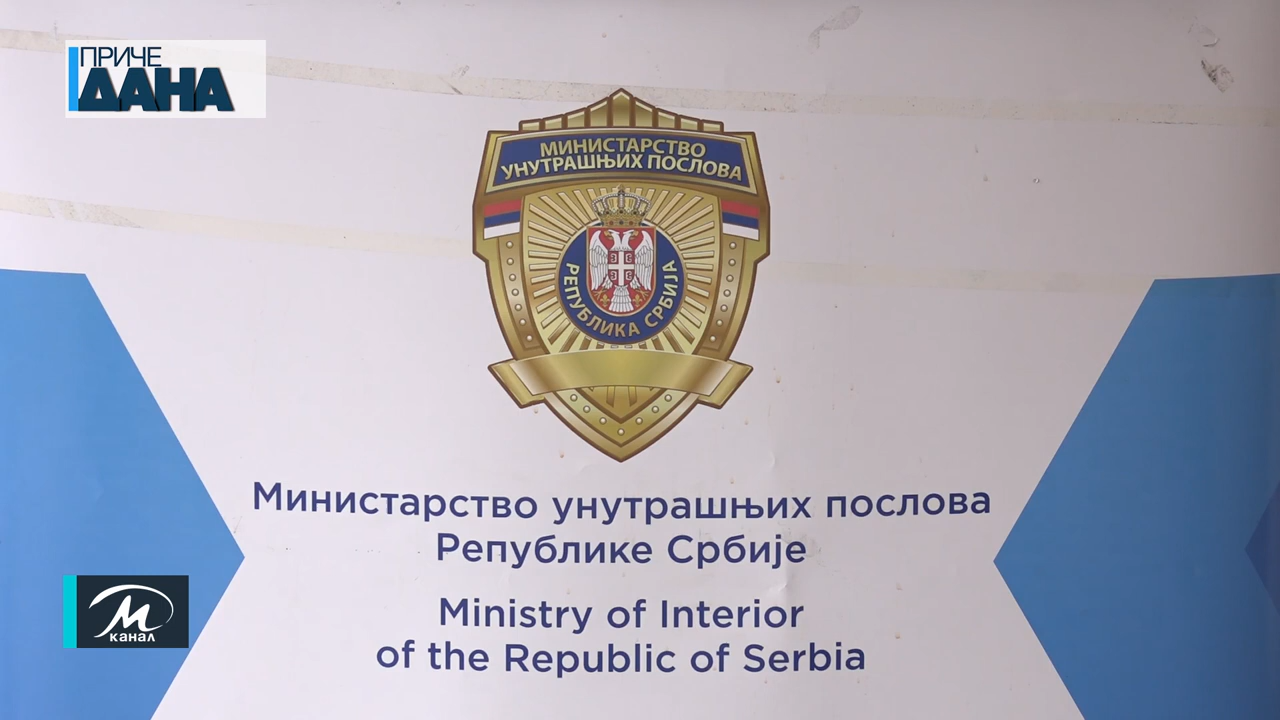 ПРИЧЕ
ДАНА
МИНИСТАРСТВО
УНУТРАШЊИХ ПОСЛОВА
РЕПУБЛИКА СРБИЈА
Министарство унутрашњих послова
Републике Србије
Ministry of Interior
of the Republic of Serbia
М
КАНАЛ